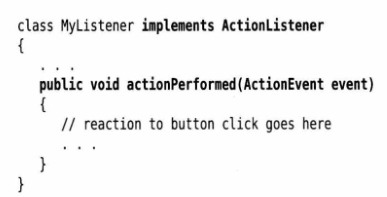 class MyListener implements ActionListener
{
. . .
public void actionPerformed(ActionEvent event)
{
// reaction to button click goes here
. . .
}
}